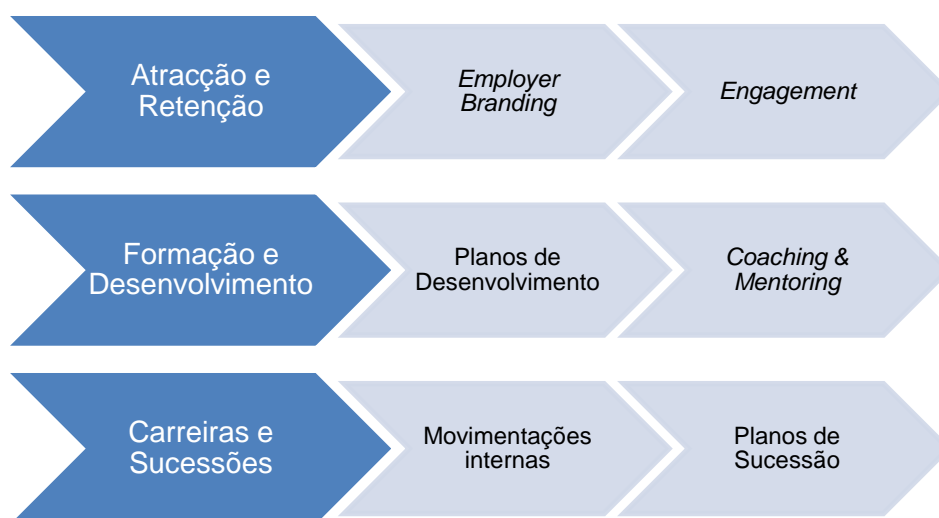 Atracção e
Retenção
Employer
Branding
Engagement
Formação e
Desenvolvimento
Planos de
Desenvolvimento
Coaching &
Mentoring
Carreiras e
Sucessões
Movimentações
internas
Planos de
Sucessão